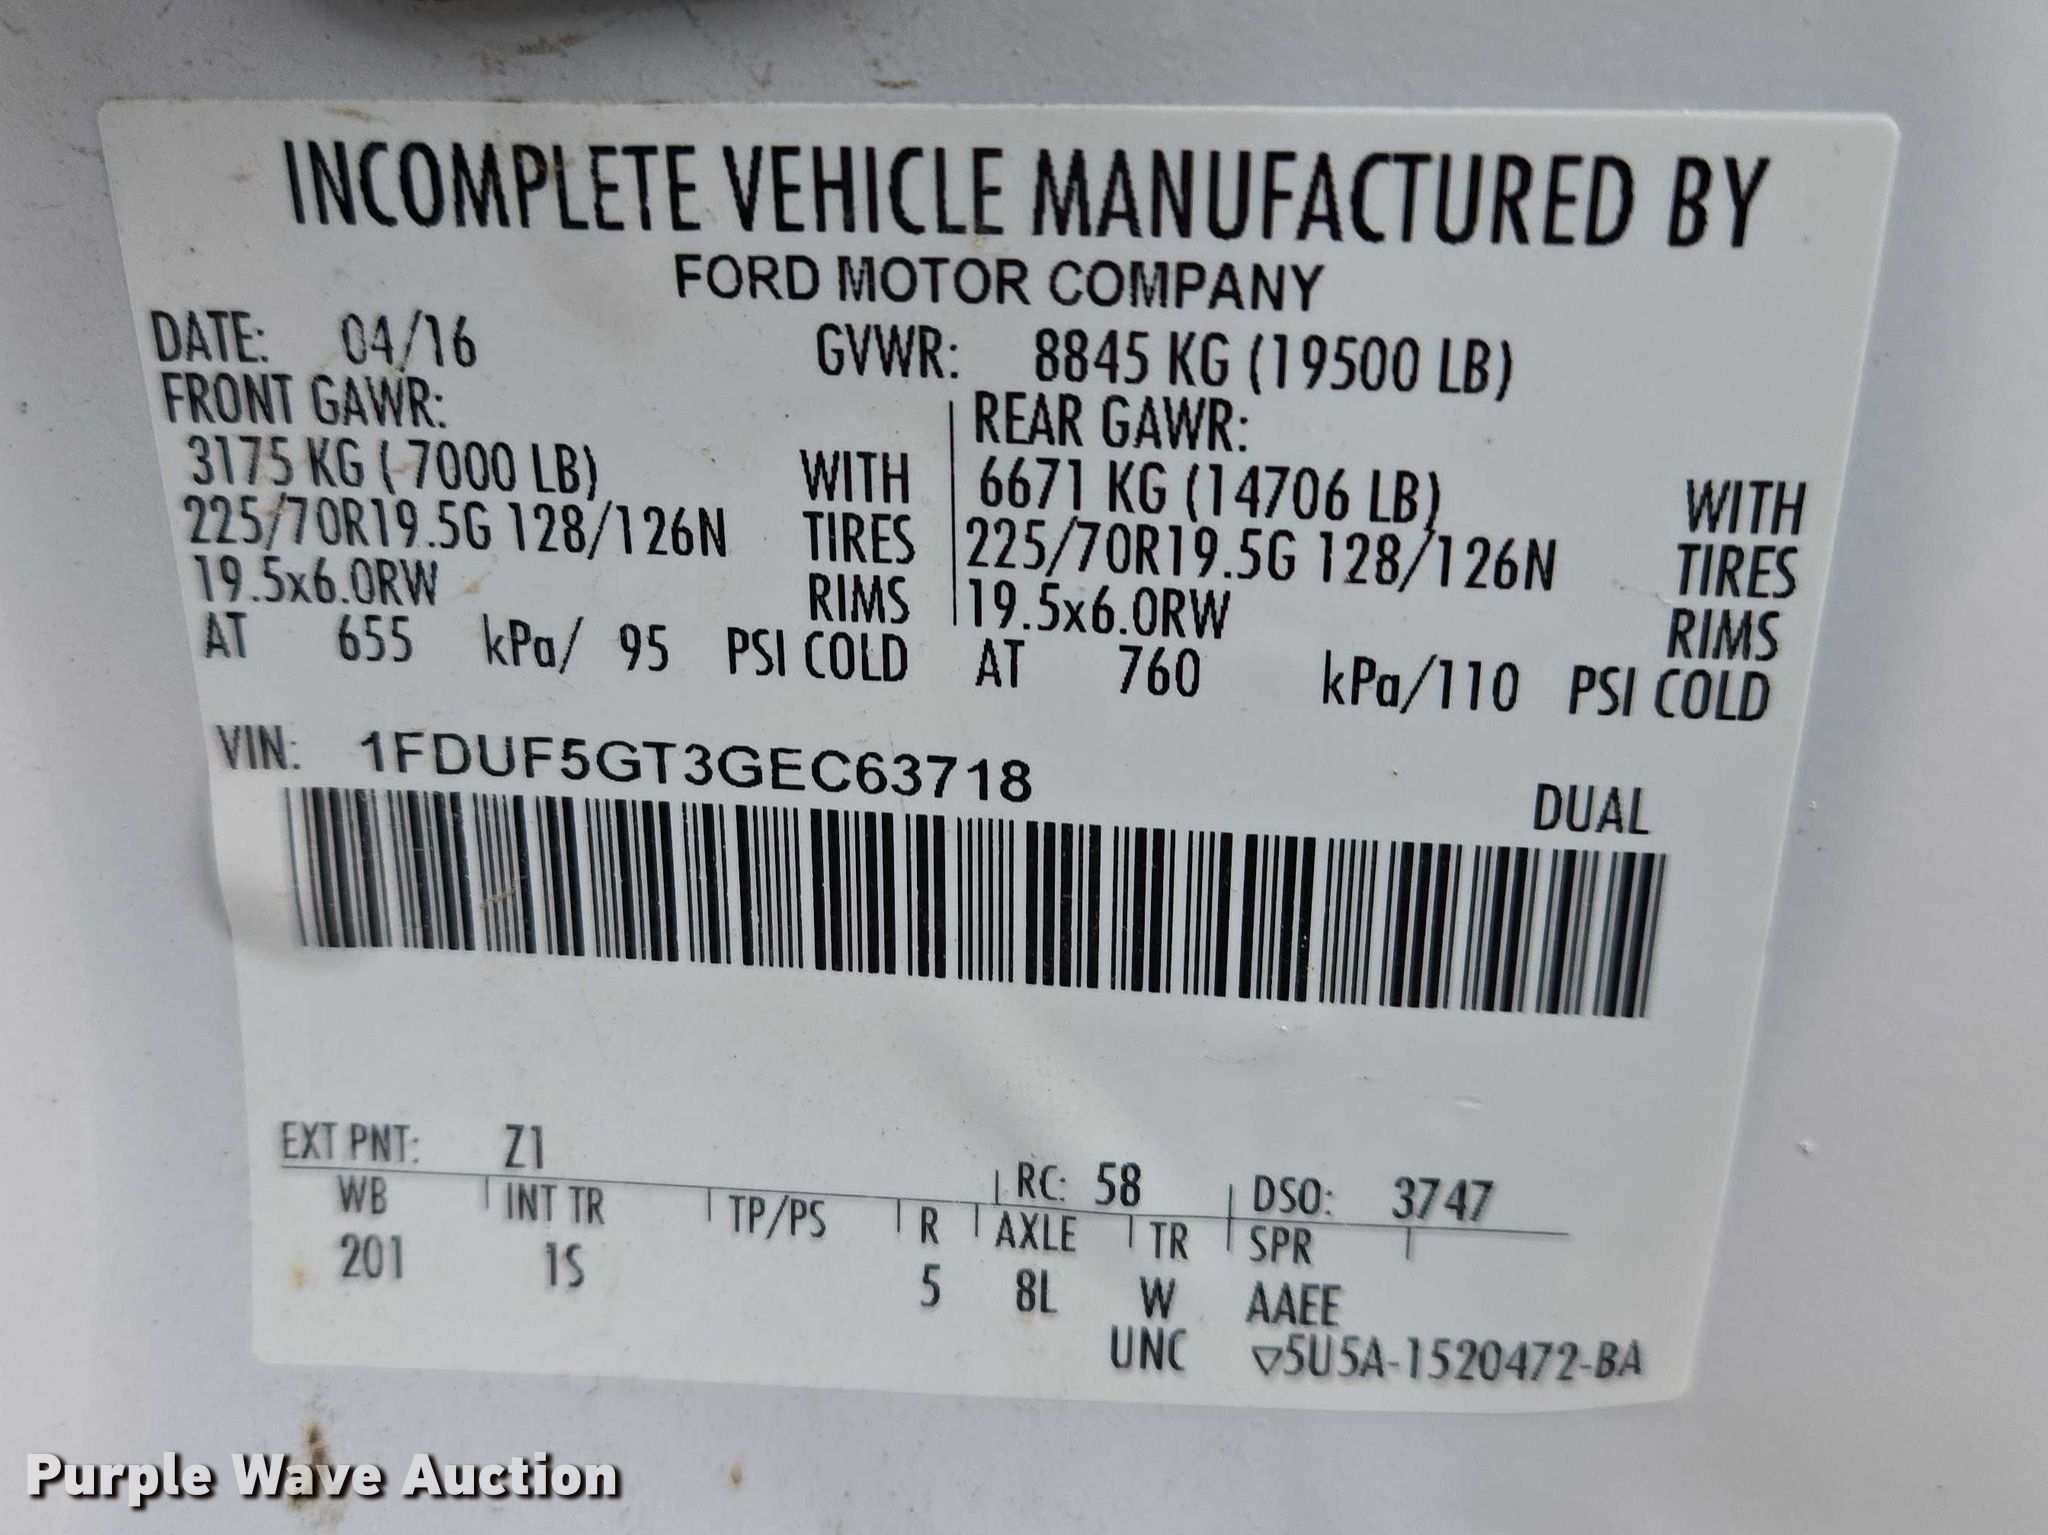 INCOMPLETE VEHICLE MANUFACTURED BY
FORD MOTOR COMPANY
DATE: 04/16 GVWR: 8845 KG (19500 LB)
FRONT GAWR: REAR GAWR:
3175 KG (-7000 LB) WITH 6671 KG (14706 LB) WITH
225/70R19.5G 128/126N TIRES 225/70R19.5G 128/126N TIRES
19.5x6.0RW RIMS 19.5x6.0RW RIMS
AT 655 kPa/ 95 PSI COLD AT 760 kPa/110 PSI COLD
VIN: 1FDUF5GT3GEC63718
DUAL
EXT PNT: Z1 RC: 58 DSO: 3747
WB INT TR TP/PS R AXLE TR SPR
201 1S 5 8L W AAEE
UNC ▽5U5A-1520472-BA
Purple Wave Auction